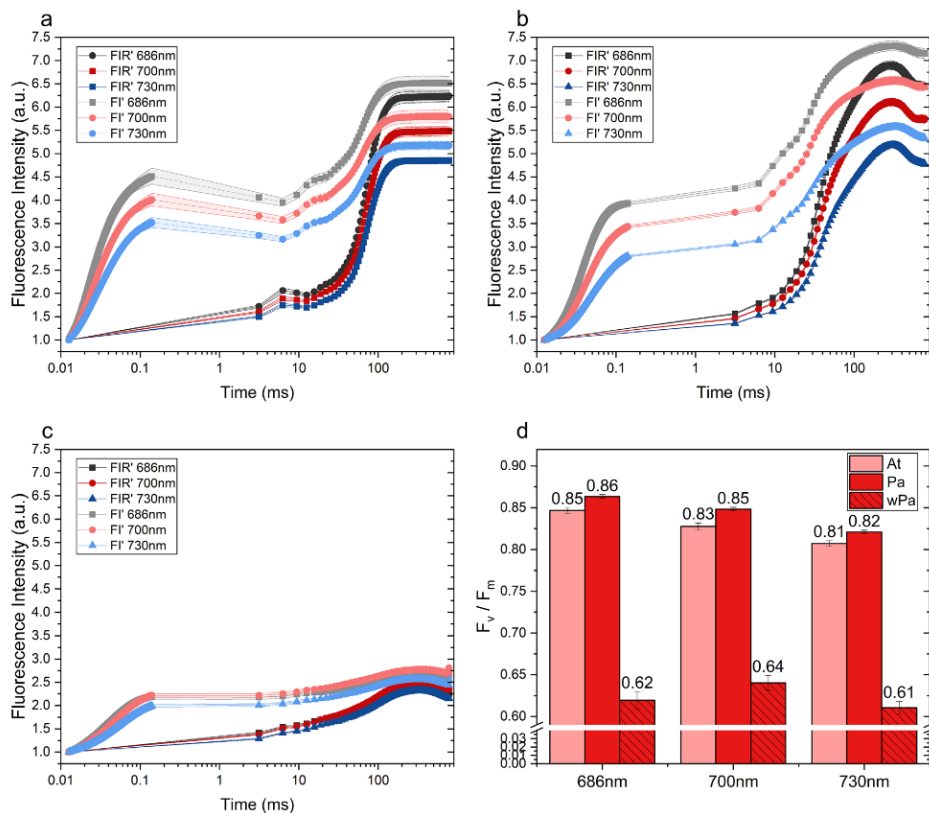 a
Fluorescence Intensity (a.u.)
7.5
7.0
6.5
6.0
5.5
5.0
4.5
4.0
3.5
3.0
2.5
2.0
1.5
1.0
FIR' 686nm
FIR' 700nm
FIR' 730nm
FI' 686nm
FI' 700nm
FI' 730nm
0.01 0.1 1 10 100
Time (ms)
b
Fluorescence Intensity (a.u.)
7.5
7.0
6.5
6.0
5.5
5.0
4.5
4.0
3.5
3.0
2.5
2.0
1.5
1.0
FIR' 686nm
FIR' 700nm
FIR' 730nm
FI' 686nm
FI' 700nm
FI' 730nm
0.01 0.1 1 10 100
Time (ms)
c
Fluorescence Intensity (a.u.)
7.5
7.0
6.5
6.0
5.5
5.0
4.5
4.0
3.5
3.0
2.5
2.0
1.5
1.0
FIR' 686nm
FIR' 700nm
FIR' 730nm
FI' 686nm
FI' 700nm
FI' 730nm
0.01 0.1 1 10 100
Time (ms)
d
Fv / Fm
0.90
0.85
0.80
0.75
0.70
0.65
0.60
0.03
0.02
0.02
0.01
0.00
0.00
At
Pa
wPa
0.85 0.86 0.62
0.83 0.85 0.64
0.81 0.82 0.61
686nm 700nm 730nm